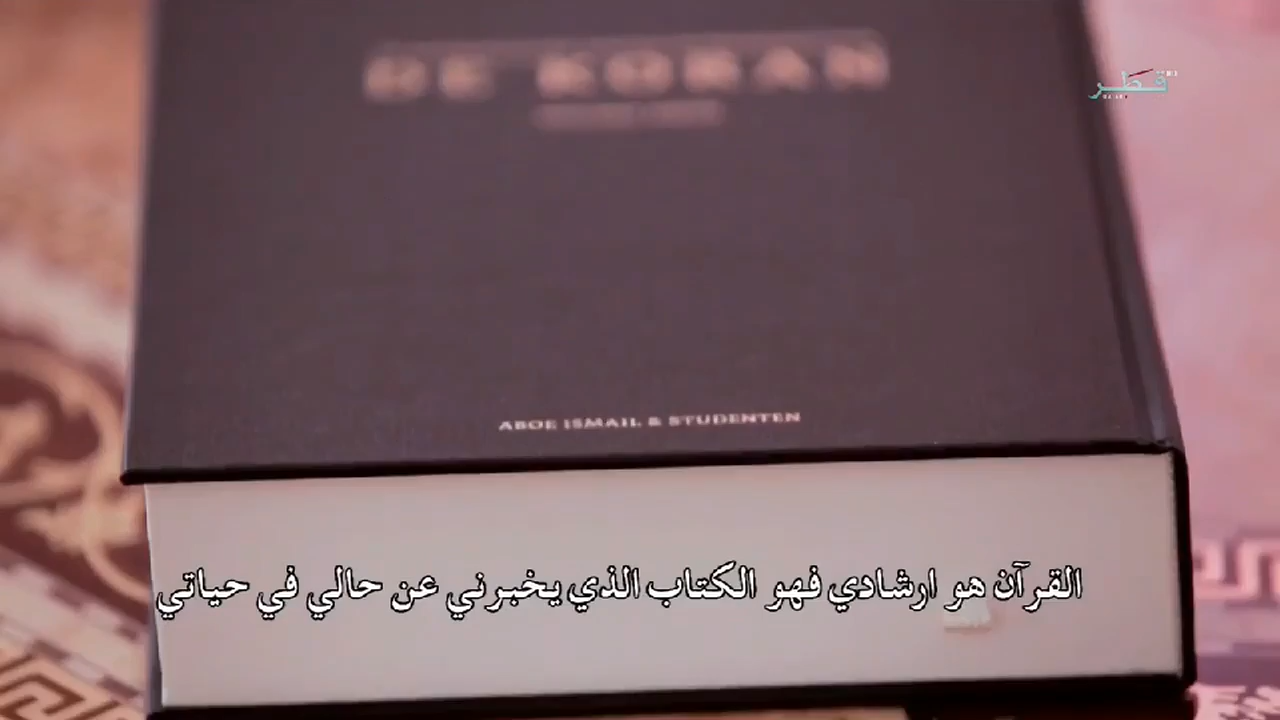 DE KORAN
قطر
ABOE ISMAIL & STUDENTEN
القرآن هو ارشادي فهو الكتاب الذي يخبرني عن حالي في حياتي